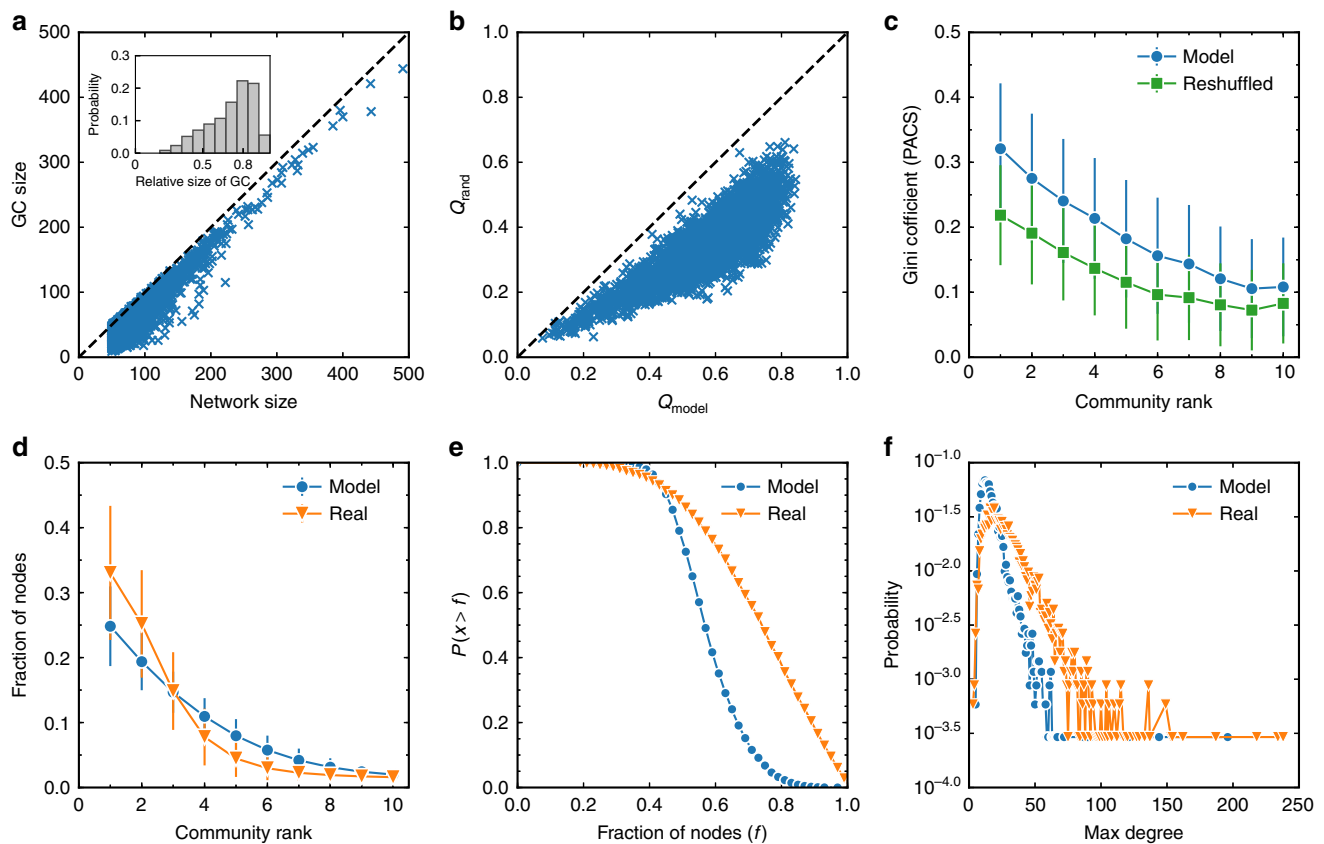 a
500
400
300
200
100
0
GC size
0 100 200 300 400 500
Network size
0.3
0.2
0.1
0.0
Probability
0.5 0.8
Relative size of GC
b
1.0
0.8
0.6
0.4
0.2
0.0
Qrand
0.0 0.2 0.4 0.6 0.8 1.0
Qmodel
c
0.5
0.4
0.3
0.2
0.1
0.0
Gini cofficient (PACS)
Model
Reshuffled
0 2 4 6 8 10
Community rank
d
0.5
0.4
0.3
0.2
0.1
0.0
Fraction of nodes
Model
Real
0 2 4 6 8 10
Community rank
e
1.0
0.8
0.6
0.4
0.2
0.0
P(x > f)
Model
Real
0.0 0.2 0.4 0.6 0.8 1.0
Fraction of nodes (f)
f
10−1.0
10−1.5
10−2.0
10−2.5
10−3.0
10−3.5
10−4.0
Probability
Model
Real
0 50 100 150 200 250
Max degree